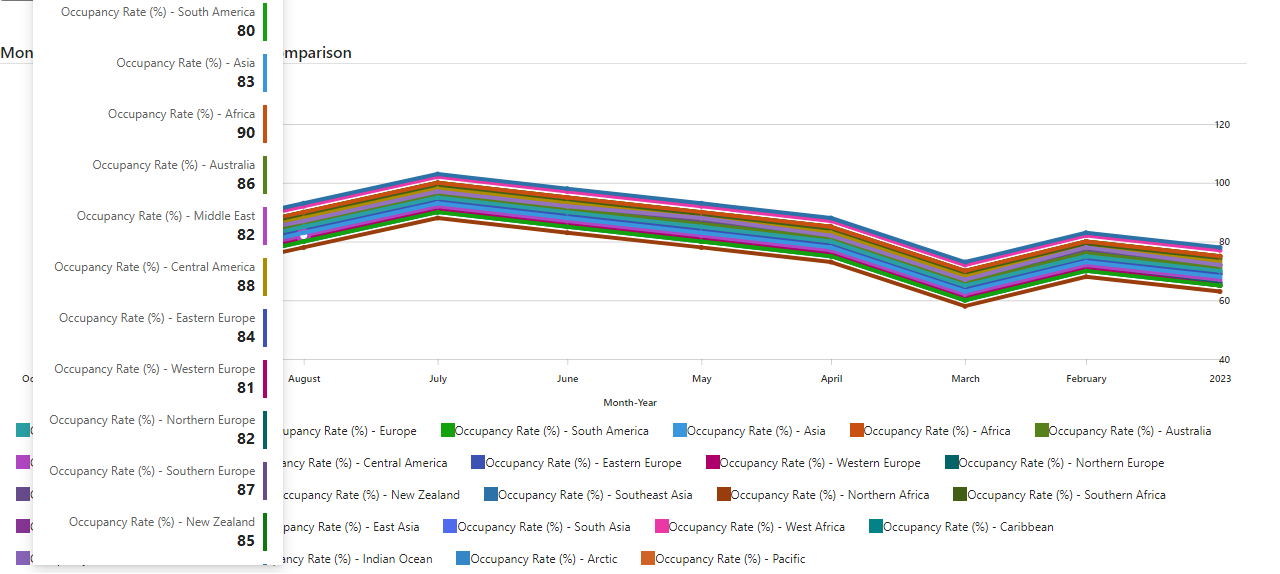 Occupancy Rate (%) - South America
80
Mon
mparison
Occupancy Rate (%) - Asia
83
Occupancy Rate (%) - Africa
90
Occupancy Rate (%) - Australia
86
Occupancy Rate (%) - Middle East
82
Occupancy Rate (%) - Central America
88
Occupancy Rate (%) - Eastern Europe
84
Occupancy Rate (%) - Western Europe
81
Occupancy Rate (%) - Northern Europe
82
Occupancy Rate (%) - Southern Europe
87
Occupancy Rate (%) - New Zealand
85
120
100
80
60
40
August July June May April March February 2023
Month-Year
upancy Rate (%) - Europe Occupancy Rate (%) - South America Occupancy Rate (%) - Asia Occupancy Rate (%) - Africa Occupancy Rate (%) - Australia
ancy Rate (%) - Central America Occupancy Rate (%) - Eastern Europe Occupancy Rate (%) - Western Europe Occupancy Rate (%) - Northern Europe
ccupancy Rate (%) - New Zealand Occupancy Rate (%) - Southeast Asia Occupancy Rate (%) - Northern Africa Occupancy Rate (%) - Southern Africa
pancy Rate (%) - East Asia Occupancy Rate (%) - South Asia Occupancy Rate (%) - West Africa Occupancy Rate (%) - Caribbean
pancy Rate (%) - Indian Ocean Occupancy Rate (%) - Arctic Occupancy Rate (%) - Pacific